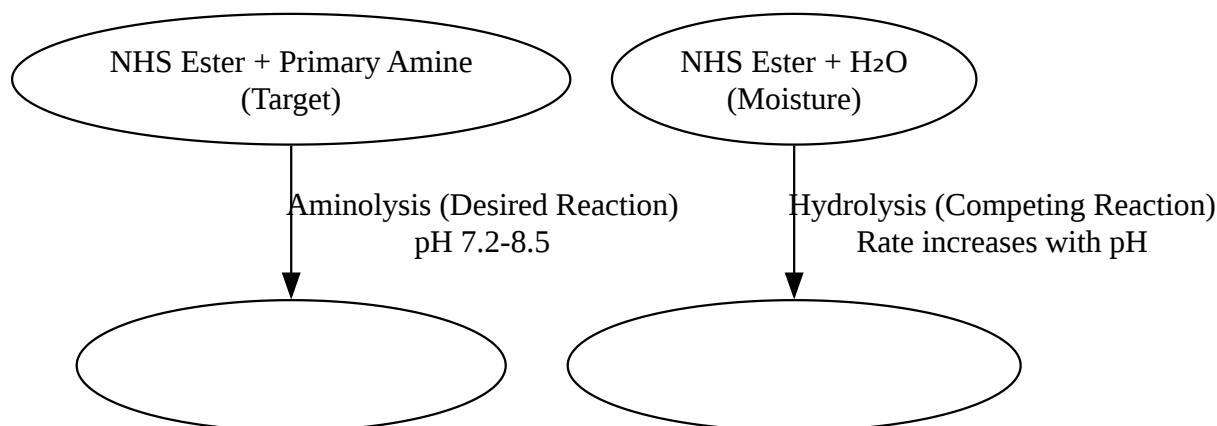 NHS Ester + Primary Amine
(Target)
NHS Ester + H₂O
(Moisture)
Aminolysis (Desired Reaction)
pH 7.2-8.5
Hydrolysis (Competing Reaction)
Rate increases with pH